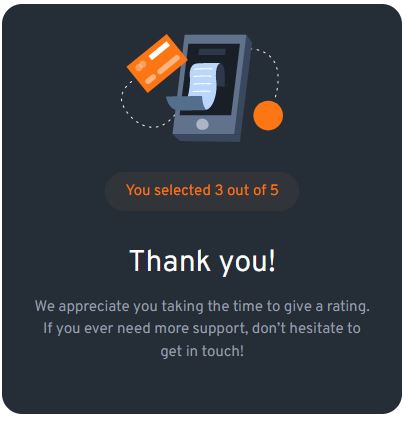 You selected 3 out of 5
Thank you!
We appreciate you taking the time to give a rating.
If you ever need more support, don’t hesitate to
get in touch!